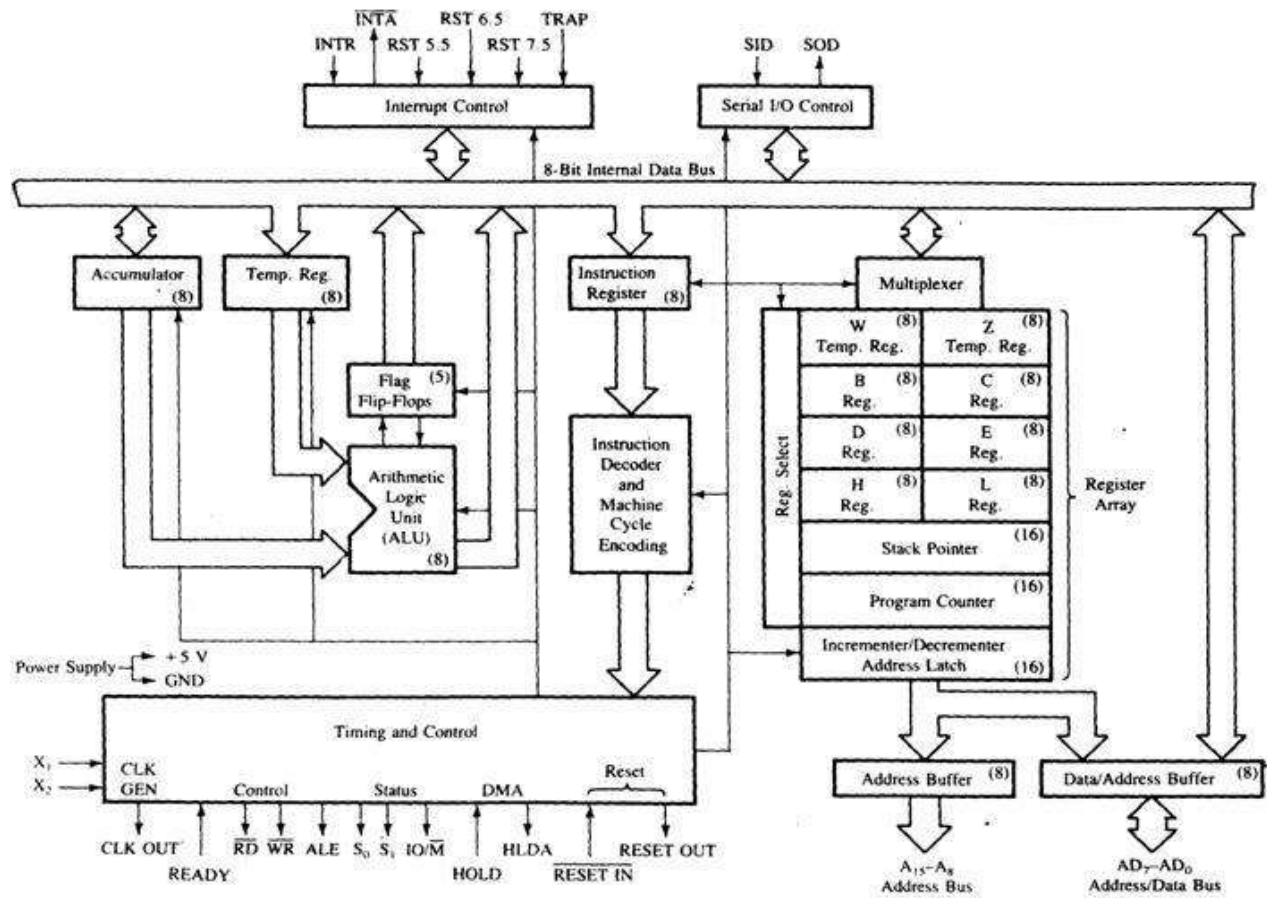 INTA
RST 6.5
TRAP
INTR
RST 5.5
RST 7.5
SID
SOD
Interrupt Control
Serial I/O Control
8-Bit Internal Data Bus
Accumulator
(8)
Temp. Reg.
(8)
Instruction
Register
(8)
Multiplexer
Flag
(5)
Flip-Flops
Arithmetic
Logic
Unit
(ALU)
(8)
Instruction
Decoder
and
Machine
Cycle
Encoding
Reg. Select
W (8)
Temp. Reg.
Z (8)
Temp. Reg.
B (8)
Reg.
C (8)
Reg.
D (8)
Reg.
E (8)
Reg.
H (8)
Reg.
L (8)
Reg.
(16)
Stack Pointer
(16)
Program Counter
Incrementer/Decrementer
Address Latch
(16)
Register
Array
Power Supply
+5 V
GND
Timing and Control
X₁
X₂
CLK
GEN
Control
Status
DMA
Reset
CLK OUT
READY
RD
WR
ALE
S₀
S₁
IO/M
HOLD
HLDA
RESET IN
RESET OUT
Address Buffer (8)
Data/Address Buffer (8)
A₁₅–A₈
Address Bus
AD₇–AD₀
Address/Data Bus